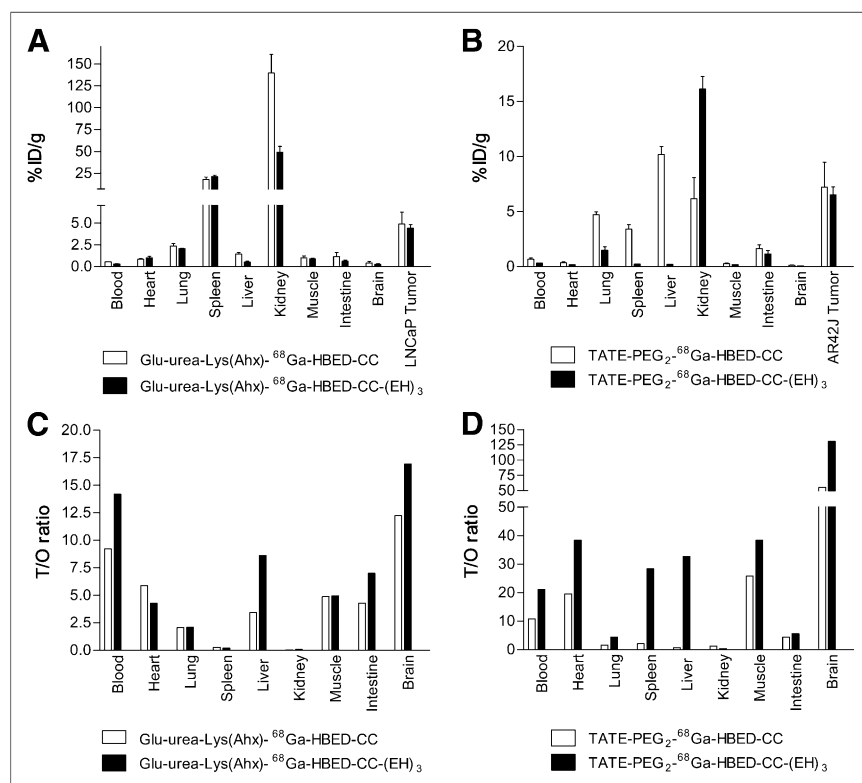 A
%ID/g
150
125
100
75
50
25
5.0
2.5
0.0
Blood
Heart
Lung
Spleen
Liver
Kidney
Muscle
Intestine
Brain
LNCaP Tumor
Glu-urea-Lys(Ahx)- ⁶⁸Ga-HBED-CC
Glu-urea-Lys(Ahx)- ⁶⁸Ga-HBED-CC-(EH)₃
B
%ID/g
20
15
10
5
0
Blood
Heart
Lung
Spleen
Liver
Kidney
Muscle
Intestine
Brain
AR42J Tumor
TATE-PEG₂-⁶⁸Ga-HBED-CC
TATE-PEG₂-⁶⁸Ga-HBED-CC-(EH)₃
C
T/O ratio
20.0
17.5
15.0
12.5
10.0
7.5
5.0
2.5
0.0
Blood
Heart
Lung
Spleen
Liver
Kidney
Muscle
Intestine
Brain
Glu-urea-Lys(Ahx)- ⁶⁸Ga-HBED-CC
Glu-urea-Lys(Ahx)- ⁶⁸Ga-HBED-CC-(EH)₃
D
T/O ratio
150
125
100
75
50
40
30
20
10
0
Blood
Heart
Lung
Spleen
Liver
Kidney
Muscle
Intestine
Brain
TATE-PEG₂-⁶⁸Ga-HBED-CC
TATE-PEG₂-⁶⁸Ga-HBED-CC-(EH)₃